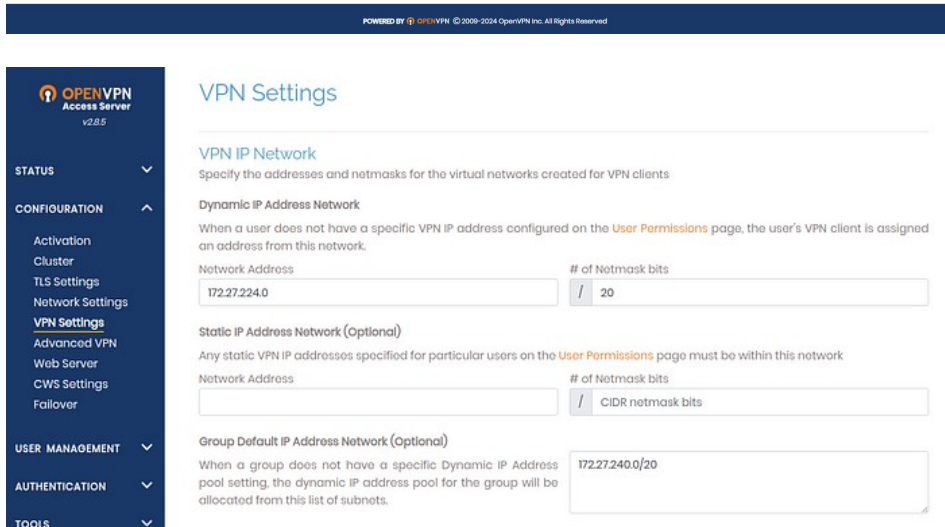 POWERED BY OPENVPN © 2009-2024 OpenVPN Inc. All Rights Reserved
OPENVPN
Access Server
v2.8.5
STATUS
CONFIGURATION
Activation
Cluster
TLS Settings
Network Settings
VPN Settings
Advanced VPN
Web Server
CWS Settings
Failover
USER MANAGEMENT
AUTHENTICATION
TOOLS
VPN Settings
VPN IP Network
Specify the addresses and netmasks for the virtual networks created for VPN clients
Dynamic IP Address Network
When a user does not have a specific VPN IP address configured on the User Permissions page, the user's VPN client is assigned
an address from this network.
Network Address # of Netmask bits
172.27.224.0 / 20
Static IP Address Network (Optional)
Any static VPN IP addresses specified for particular users on the User Permissions page must be within this network
Network Address # of Netmask bits
/ CIDR netmask bits
Group Default IP Address Network (Optional)
When a group does not have a specific Dynamic IP Address
pool setting, the dynamic IP address pool for the group will be
allocated from this list of subnets.
172.27.240.0/20